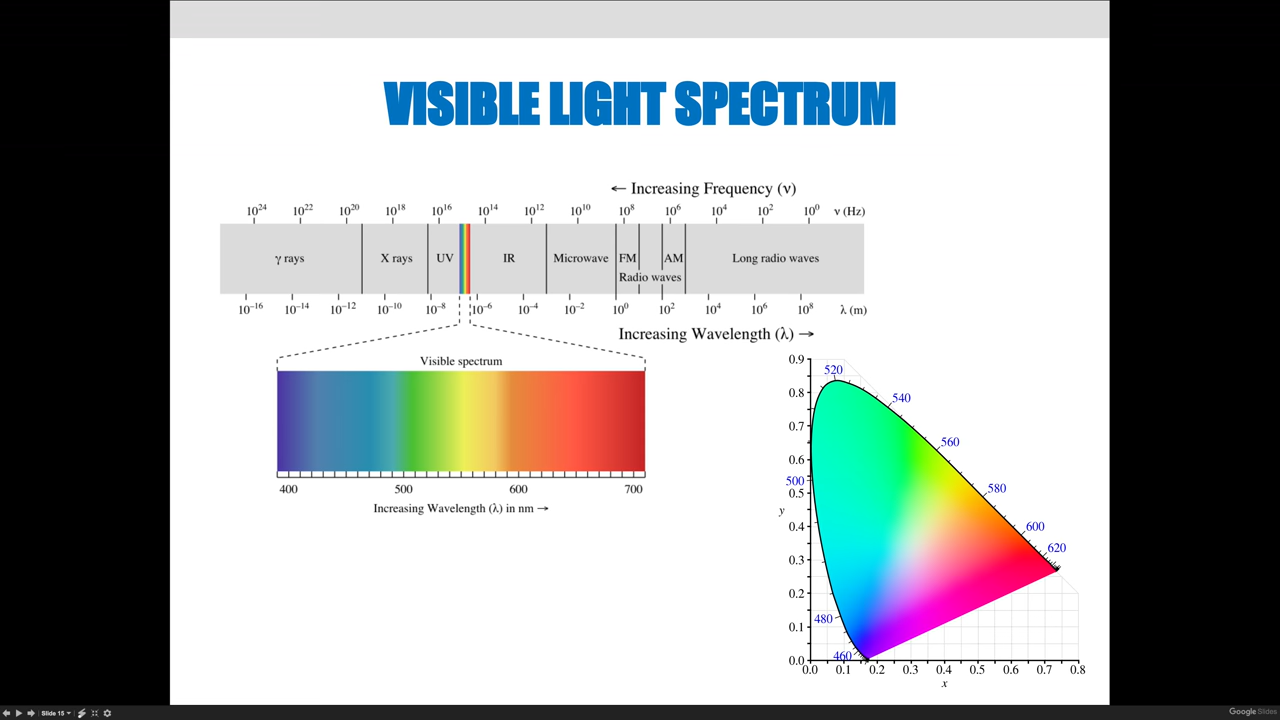 VISIBLE LIGHT SPECTRUM
← Increasing Frequency (ν)
10²⁴ 10²² 10²⁰ 10¹⁸ 10¹⁶ 10¹⁴ 10¹² 10¹⁰ 10⁸ 10⁶ 10⁴ 10² 10⁰ ν (Hz)
γ rays X rays UV IR Microwave FM AM Long radio waves
Radio waves
10⁻¹⁶ 10⁻¹⁴ 10⁻¹² 10⁻¹⁰ 10⁻⁸ 10⁻⁶ 10⁻⁴ 10⁻² 10⁰ 10² 10⁴ 10⁶ 10⁸ λ (m)
Increasing Wavelength (λ) →
Visible spectrum
400 500 600 700
Increasing Wavelength (λ) in nm →
0.9
520
0.8
540
0.7
560
0.6
500
580
0.5
y
0.4
600
620
0.3
0.2
480
0.1
460
0.0
0.0 0.1 0.2 0.3 0.4 0.5 0.6 0.7 0.8
x
Slide 15
Google Slides